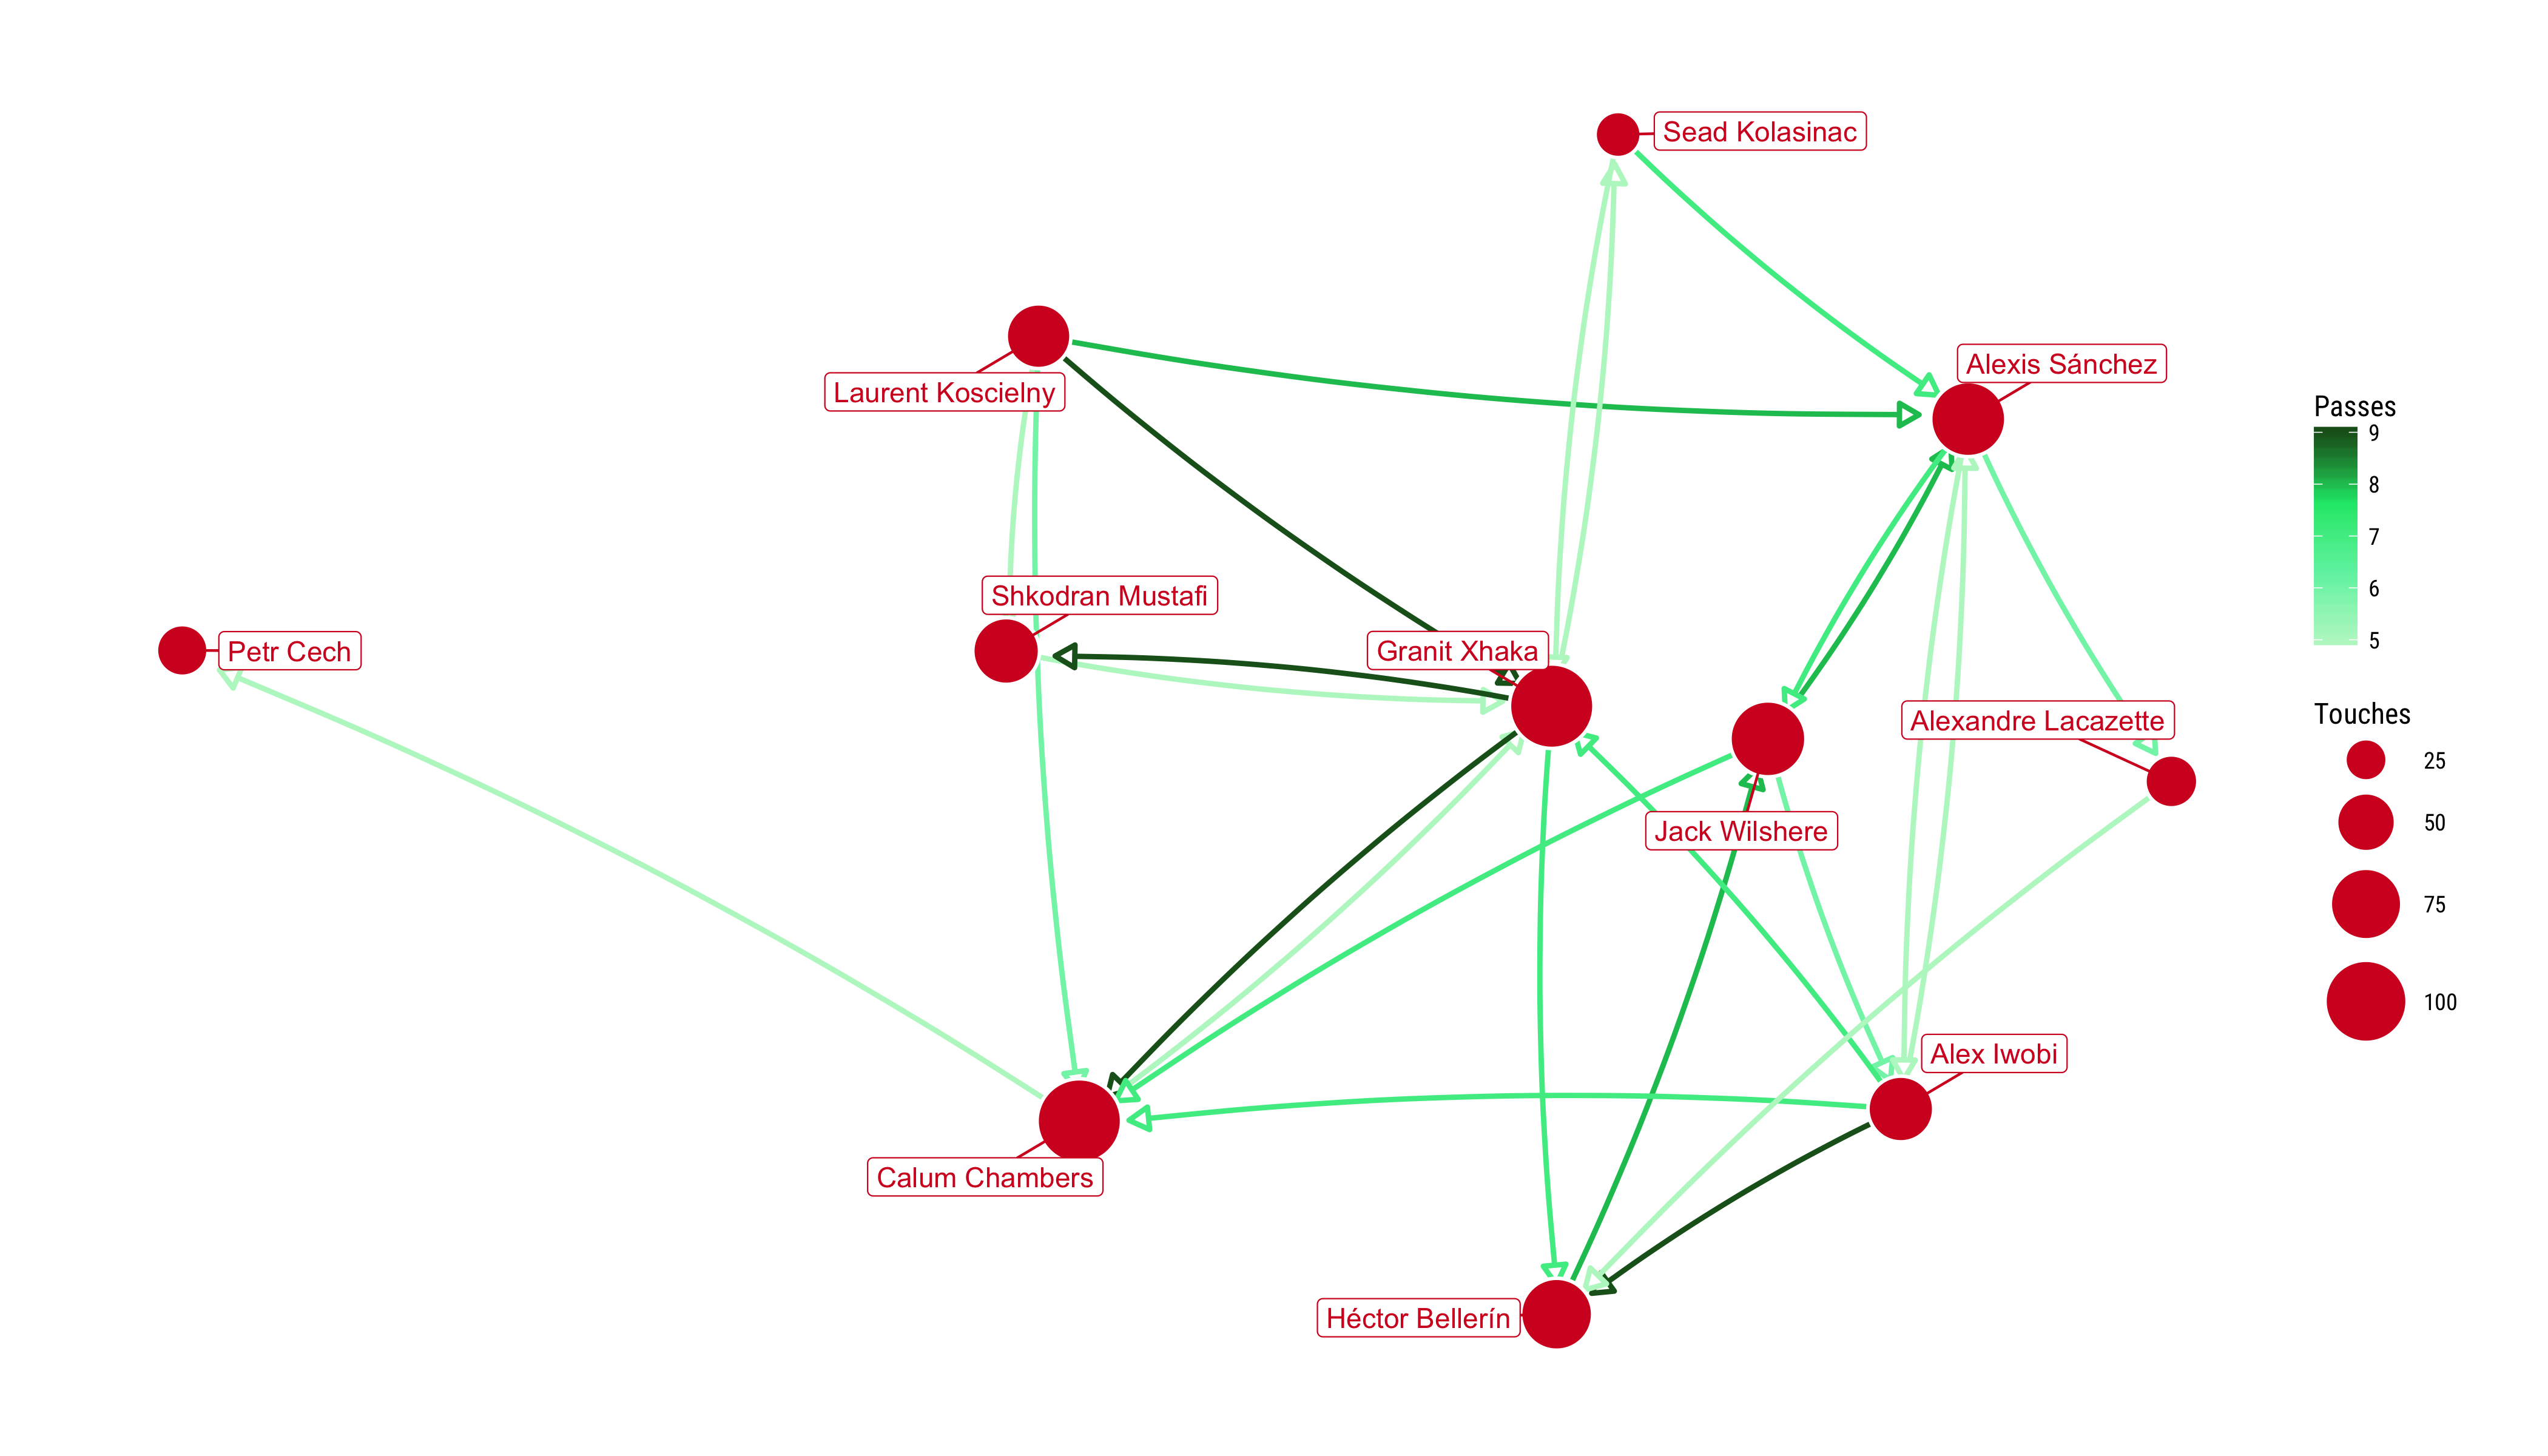 Sead Kolasinac
Alexis Sánchez
Laurent Koscielny
Shkodran Mustafi
Petr Cech
Granit Xhaka
Alexandre Lacazette
Jack Wilshere
Alex Iwobi
Calum Chambers
Héctor Bellerín
Passes
9
8
7
6
5
Touches
25
50
75
100